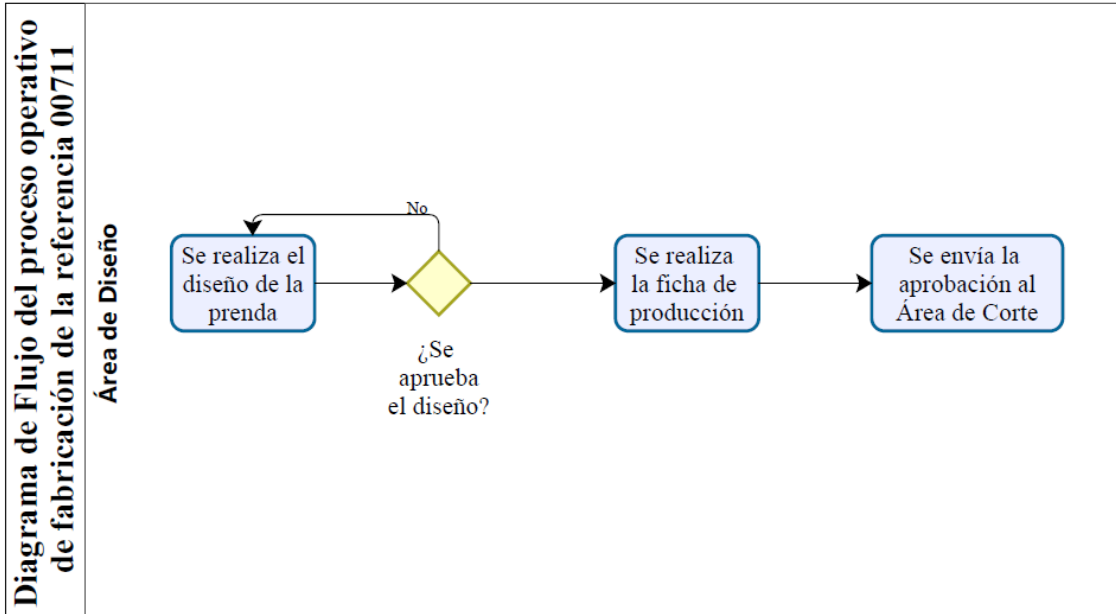 Diagrama de Flujo del proceso operativo
de fabricación de la referencia 00711
Área de Diseño
No
Se realiza el
diseño de la
prenda
¿Se
aprueba
el diseño?
Se realiza
la ficha de
producción
Se envía la
aprobación al
Área de Corte